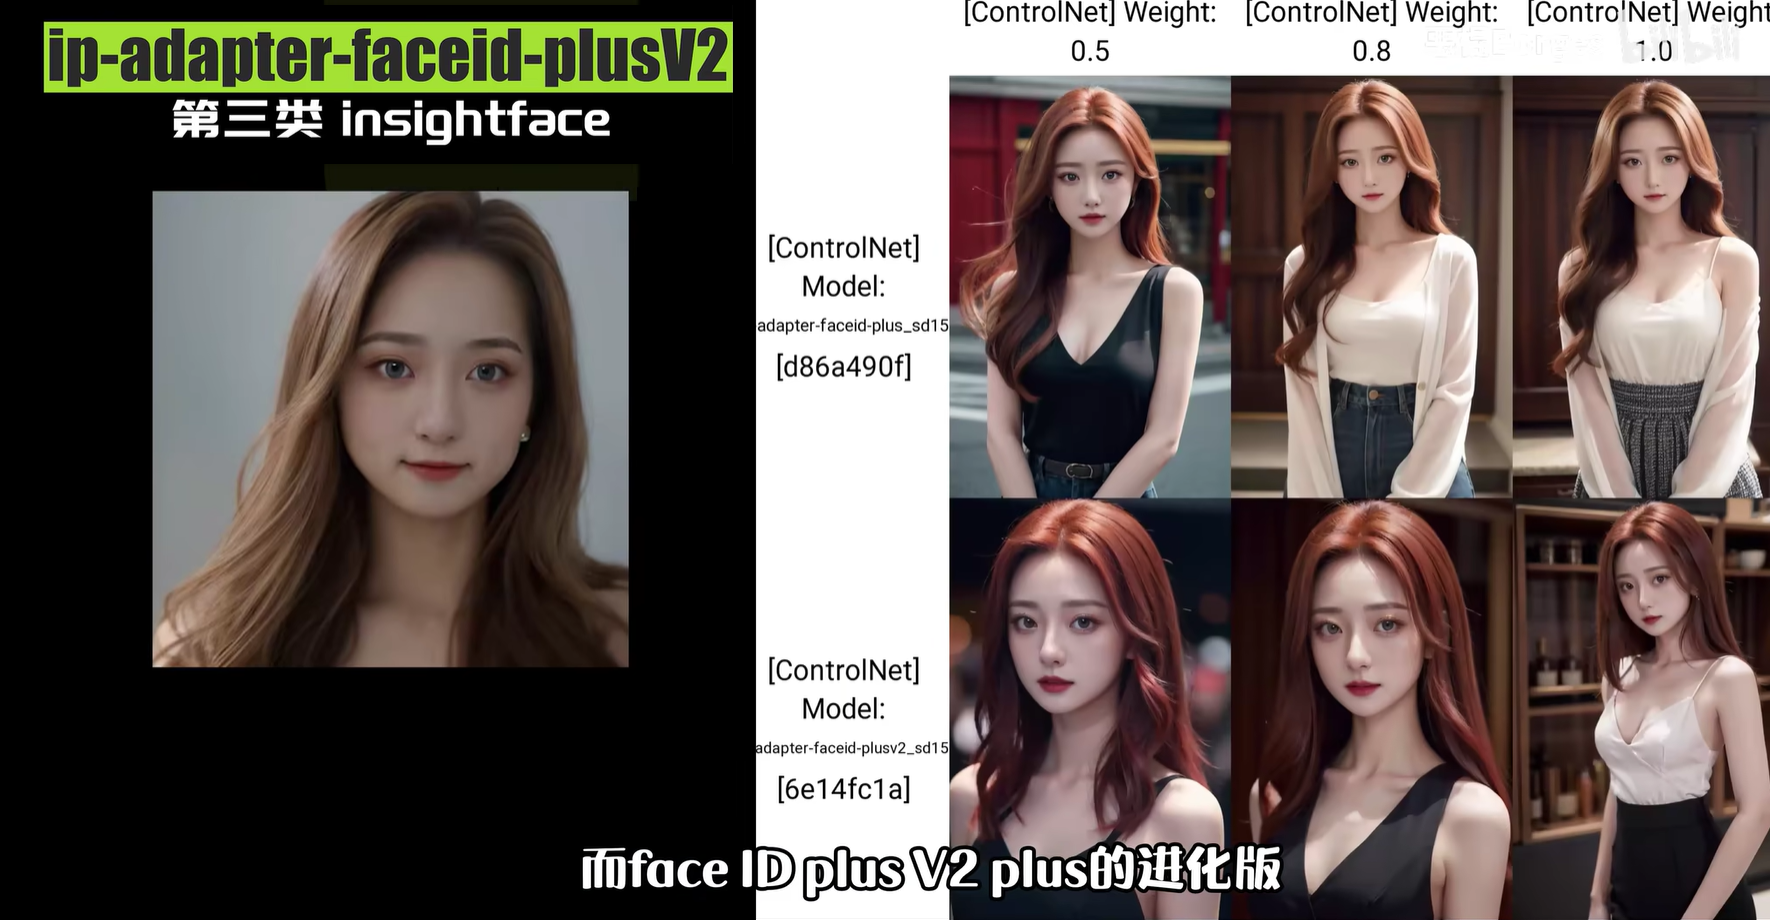 ip-adapter-faceid-plusV2
第三类 insightface
[ControlNet] Weight:
0.5
[ControlNet] Weight:
0.8
[ControlNet] Weight
1.0
[ControlNet]
Model:
adapter-faceid-plus_sd15
[d86a490f]
[ControlNet]
Model:
adapter-faceid-plusv2_sd15
[6e14fc1a]
而face ID plus V2 plus的进化版